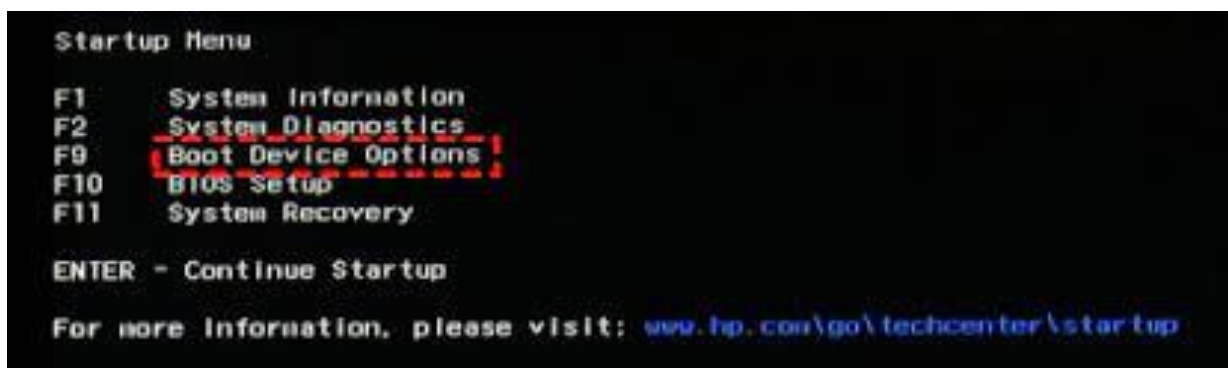 Startup Menu
F1 System Information
F2 System Diagnostics
F9 Boot Device Options
F10 BIOS Setup
F11 System Recovery
ENTER - Continue Startup
For more information, please visit: www.hp.com\go\techcenter\startup